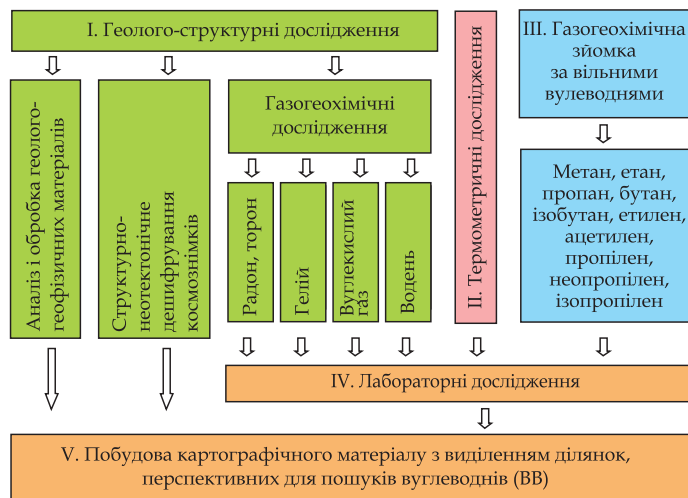 І. Геолого-структурні дослідження
Аналіз і обробка геолого-
геофізичних матеріалів
Структурно-
неотектонічне
дешифрування
космознімків
Газогеохімічні
дослідження
Радон, торон
Гелій
Вуглекислий
газ
Водень
ІІ. Термометричні дослідження
ІІІ. Газогеохімічна
зйомка
за вільними
вулеводнями
Метан, етан,
пропан, бутан,
ізобутан, етилен,
ацетилен,
пропілен,
неопропілен,
ізопропілен
IV. Лабораторні дослідження
V. Побудова картографічного матеріалу з виділенням ділянок,
перспективних для пошуків вуглеводнів (ВВ)